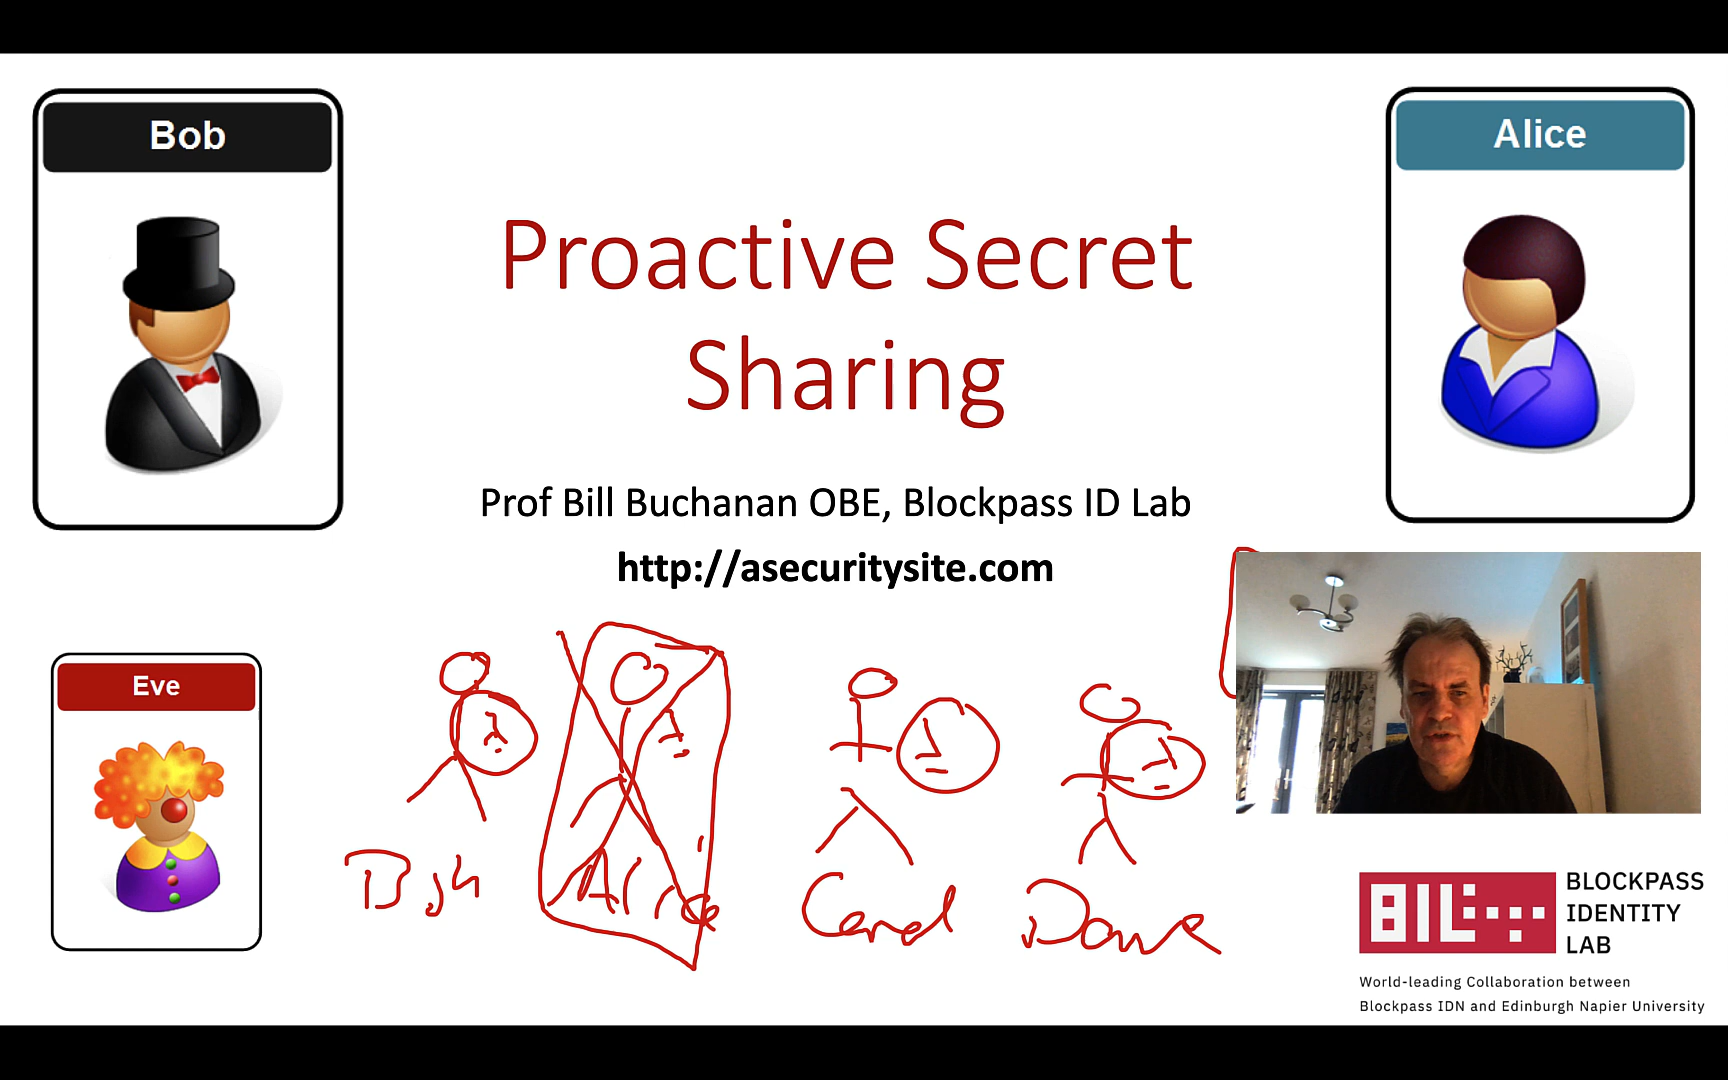 Bob
Alice
Proactive Secret
Sharing
Prof Bill Buchanan OBE, Blockpass ID Lab
http://asecuritysite.com
Eve
Alice
Carol
Dave
BIL
BLOCKPASS
IDENTITY
LAB
World-leading Collaboration between
Blockpass IDN and Edinburgh Napier University